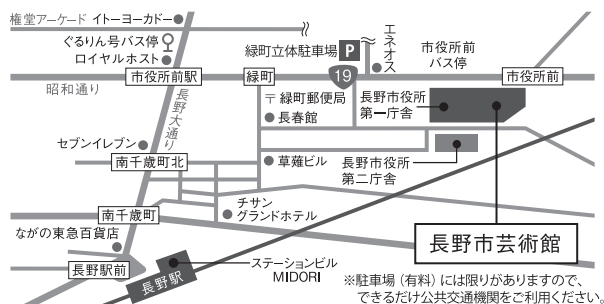 権堂アーケード
イトーヨーカドー
ぐるりん号バス停
ロイヤルホスト
緑町立体駐車場
P
エネオス
市役所前
バス停
市役所前駅
緑町
19
市役所前
昭和通り
長野大通り
〒緑町郵便局
長春館
長野市役所
第一庁舎
セブンイレブン
南千歳町北
草薙ビル
長野市役所
第二庁舎
南千歳町
チサン
グランドホテル
ながの東急百貨店
長野市芸術館
長野駅前
長野駅
ステーションビル
MIDORI
※駐車場（有料）には限りがありますので、
できるだけ公共交通機関をご利用ください。